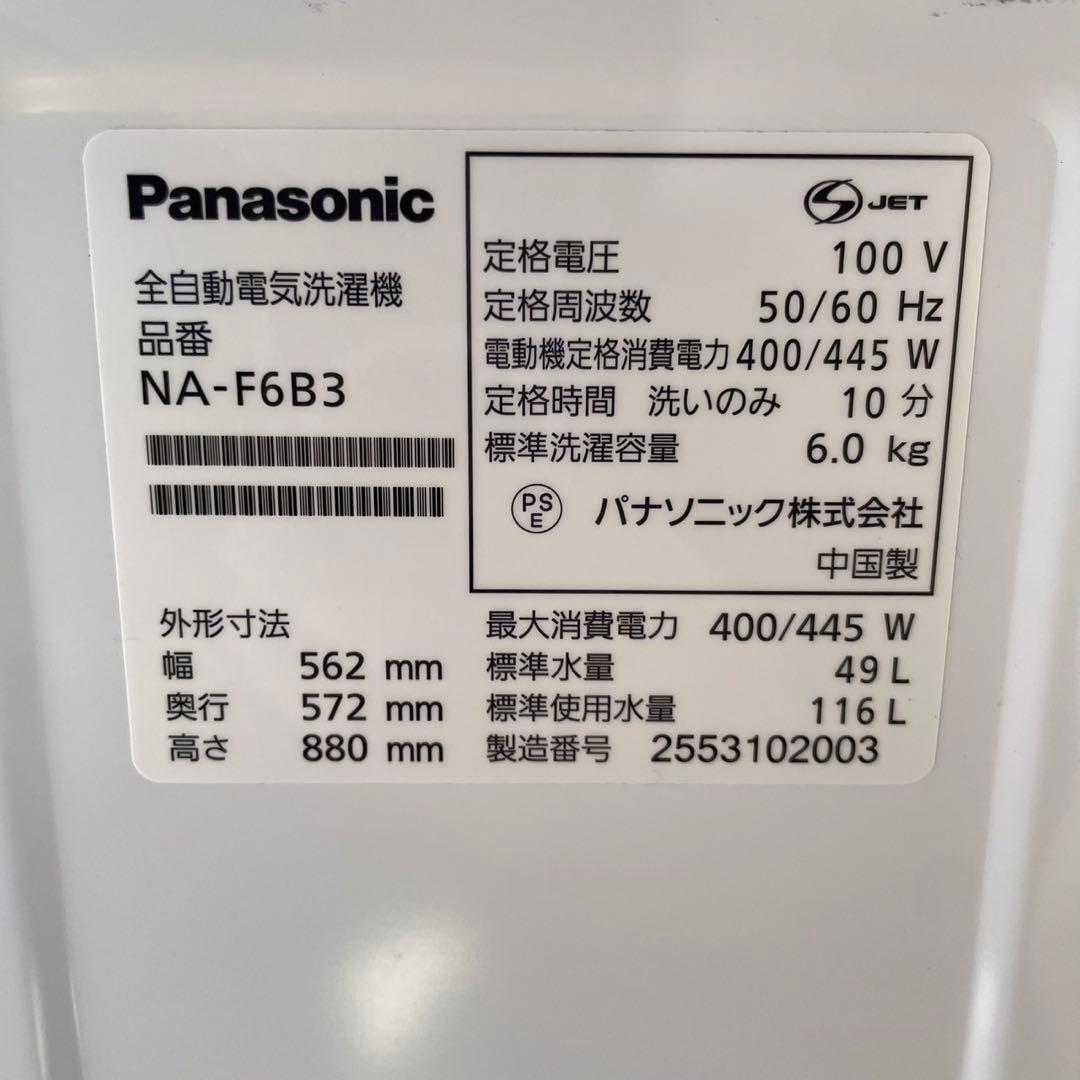 Panasonic
全自動電気洗濯機
品番
NA-F6B3
S JET
定格電圧 100 V
定格周波数 50/60 Hz
電動機定格消費電力 400/445 W
定格時間 洗いのみ 10 分
標準洗濯容量 6.0 kg
PS
E
パナソニック株式会社
中国製
外形寸法
幅 562 mm
奥行 572 mm
高さ 880 mm
最大消費電力 400/445 W
標準水量 49 L
標準使用水量 116 L
製造番号 2553102003